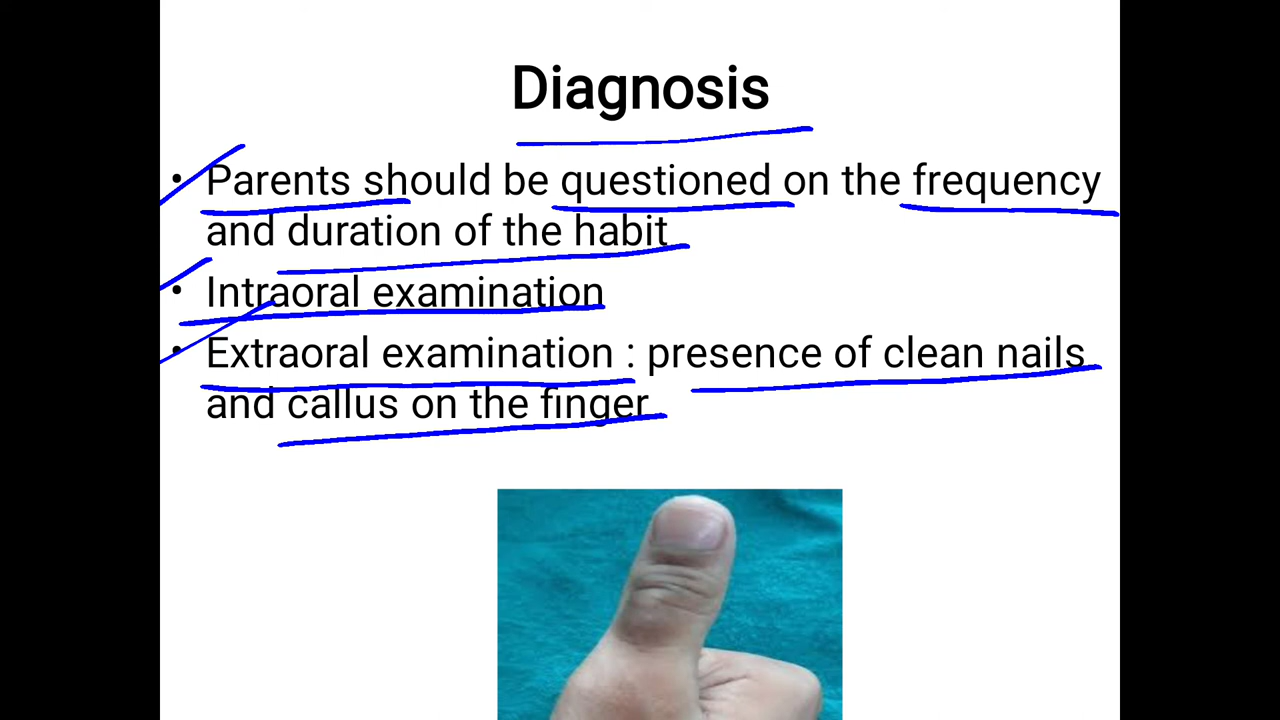 Diagnosis
• Parents should be questioned on the frequency
and duration of the habit
• Intraoral examination
• Extraoral examination : presence of clean nails
and callus on the finger